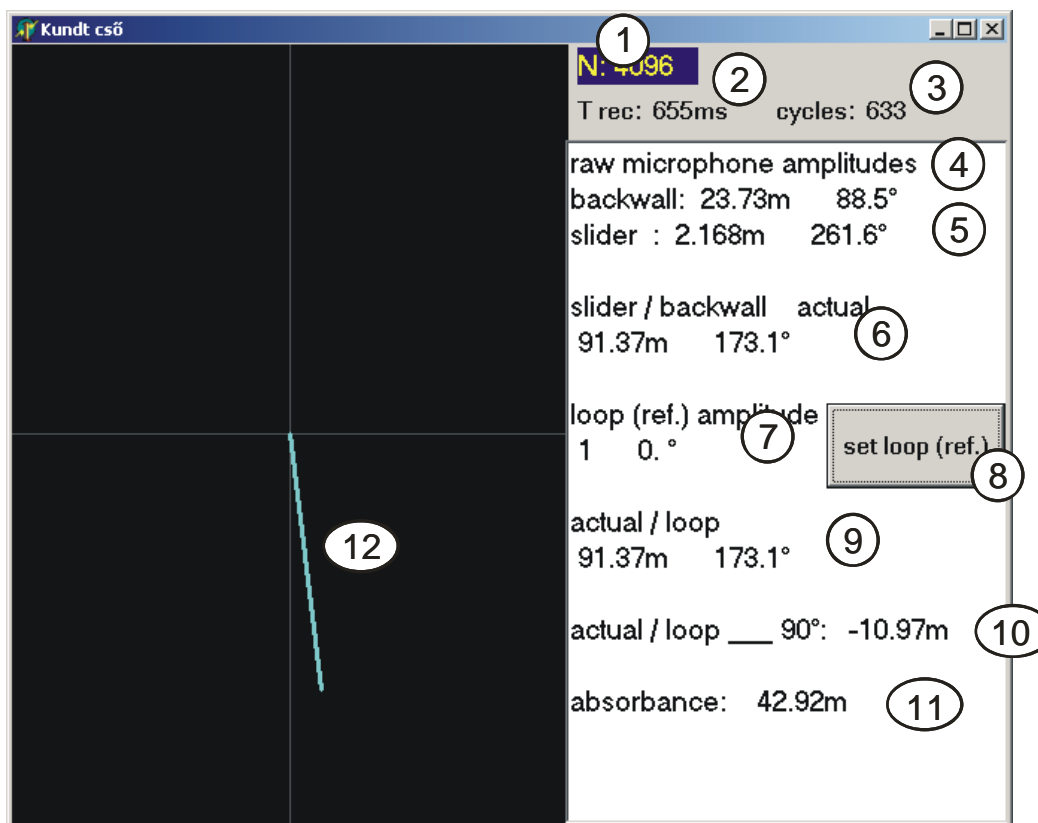 Kundt cső
1
N: 4096
2
3
T rec: 655ms cycles: 633
raw microphone amplitudes 4
backwall: 23.73m 88.5°
slider : 2.168m 261.6° 5
slider / backwall actual
91.37m 173.1° 6
loop (ref.) amplitude
1 0. ° 7
set loop (ref.)
8
actual / loop
9
91.37m 173.1°
12
actual / loop ___ 90°: -10.97m 10
absorbance: 42.92m 11